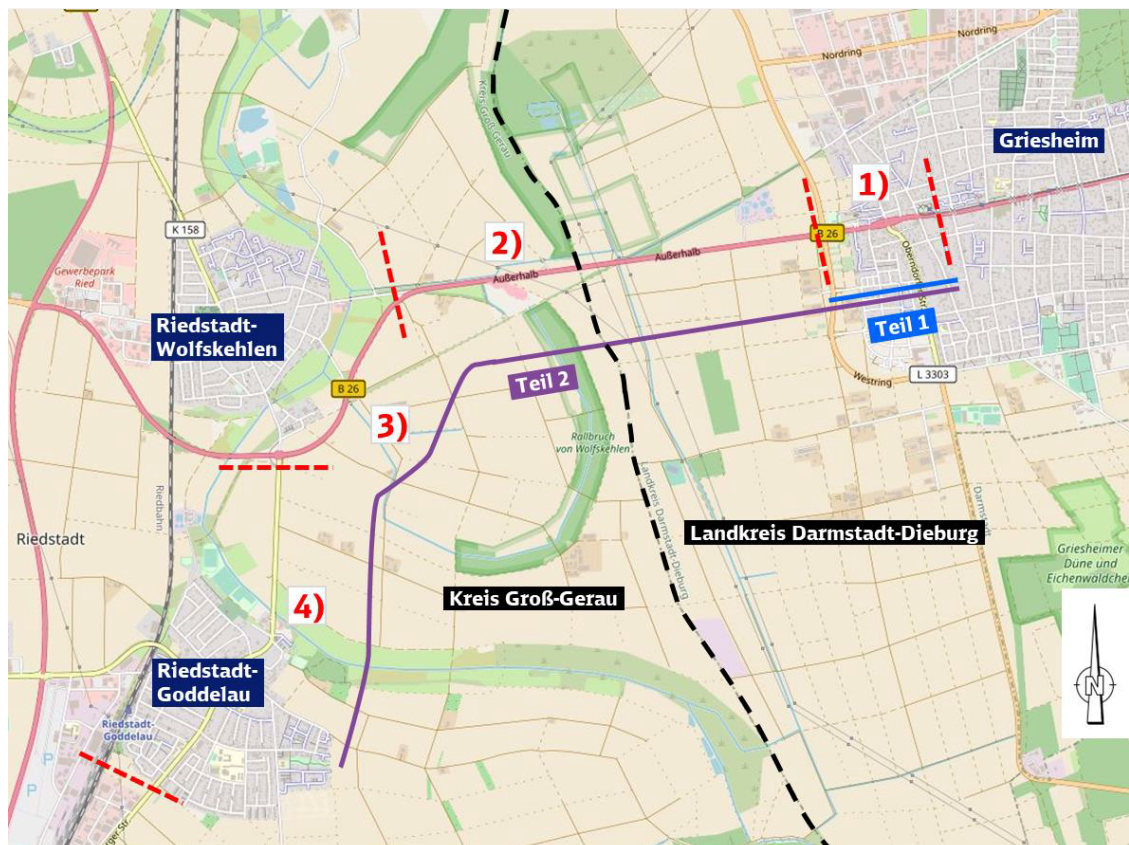 Nordring
Nordring
Kreis Groß-Gerau
Griesheim
1)
K 158
2)
B 26
Außerhalb
Außerhalb
Oberndorfer Str.
Gewerbepark
Ried
Riedstadt-
Wolfskehlen
Teil 1
Teil 2
B 26
Westring
L 3303
3)
Rallbruch
von Wolfskehlen
Landkreis Darmstadt-Dieburg
Riedbahn
Darmstadt
Riedstadt
Landkreis Darmstadt-Dieburg
Griesheimer
Düne und
Eichenwäldchen
Kreis Groß-Gerau
4)
Riedstadt-
Goddelau
N
Riedstadt-
Goddelau
P
P